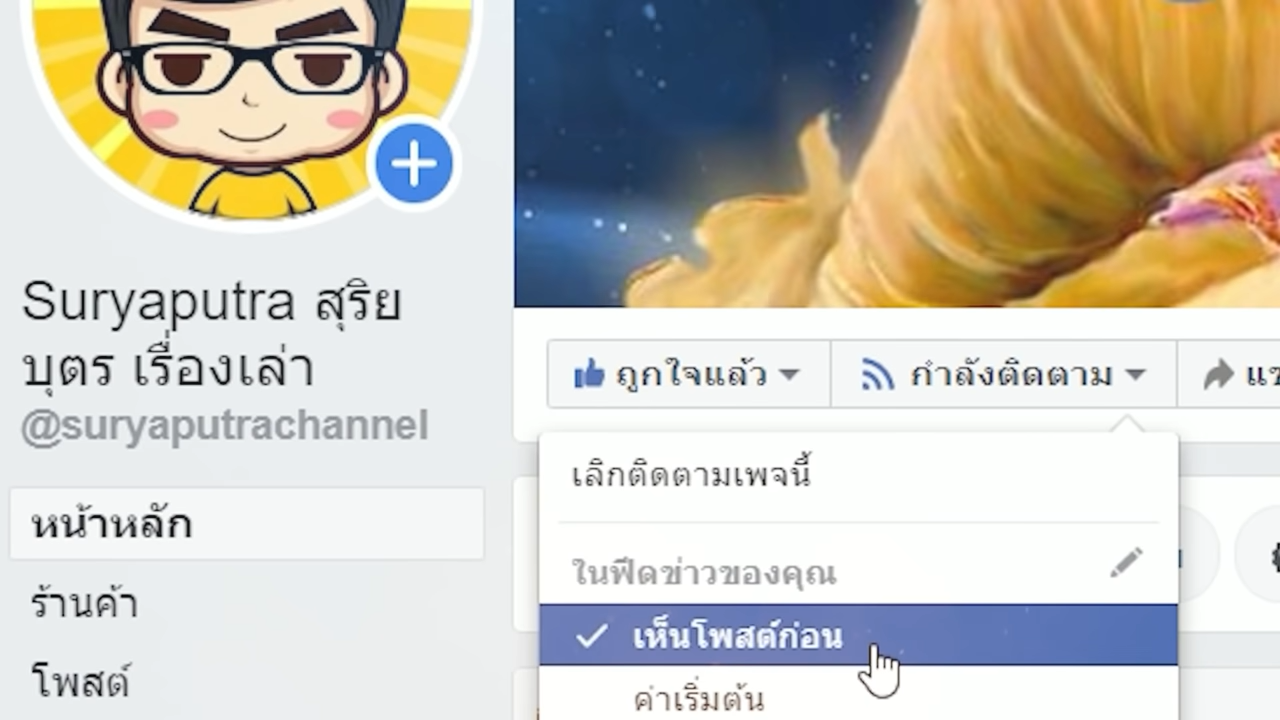 Suryaputra สุริย
บุตร เรื่องเล่า
@suryaputrachannel
หน้าหลัก
ร้านค้า
โพสต์
ถูกใจแล้ว
กำลังติดตาม
เลิกติดตามเพจนี้
ในฟีดข่าวของคุณ
เห็นโพสต์ก่อน
ค่าเริ่มต้น